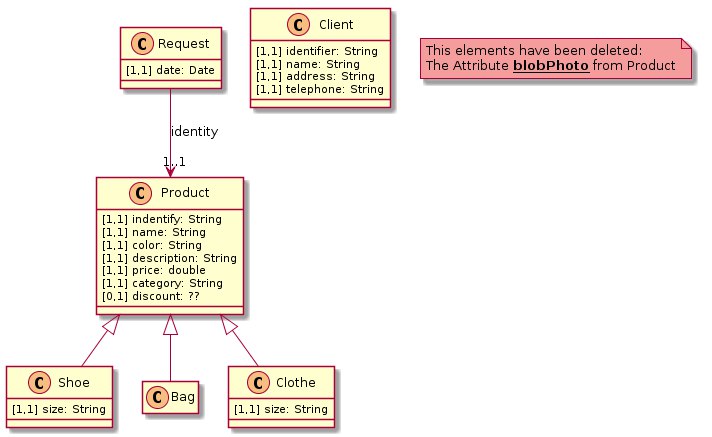 C Request
[1,1] date: Date
C Client
[1,1] identifier: String
[1,1] name: String
[1,1] address: String
[1,1] telephone: String
This elements have been deleted:
The Attribute blobPhoto from Product
identity
1..1
C Product
[1,1] indentify: String
[1,1] name: String
[1,1] color: String
[1,1] description: String
[1,1] price: double
[1,1] category: String
[0,1] discount: ??
C Shoe
[1,1] size: String
C Bag
C Clothe
[1,1] size: String